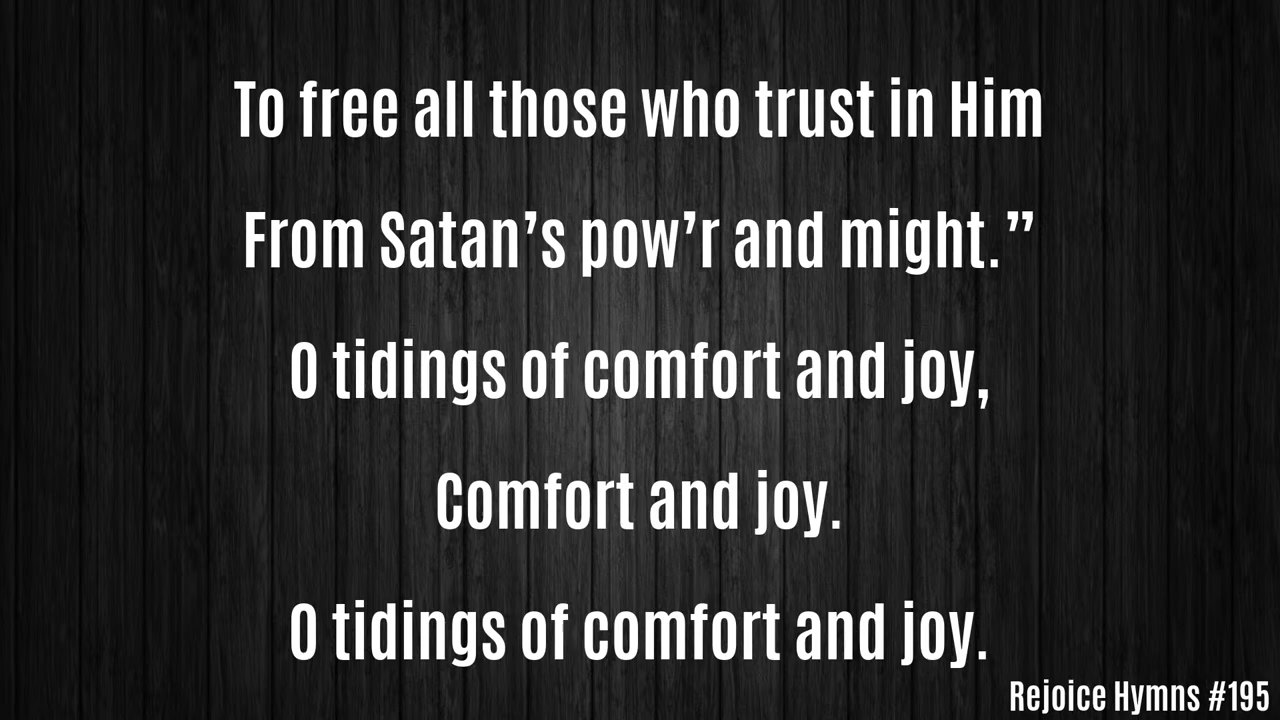 To free all those who trust in Him
From Satan’s pow’r and might.”
O tidings of comfort and joy,
Comfort and joy.
O tidings of comfort and joy.
Rejoice Hymns #195